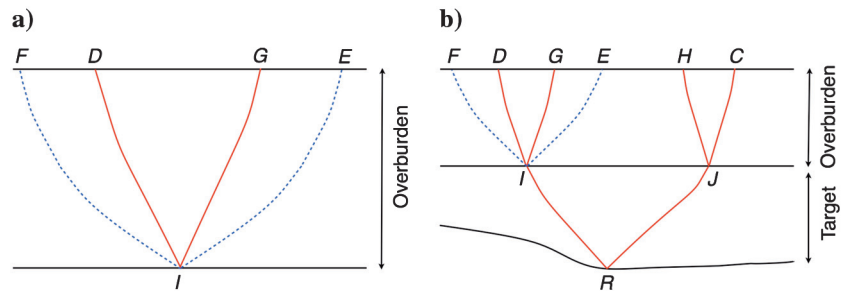 a)
F D G E
Overburden
I
b)
F D G E H C
Overburden
I J
Target
R